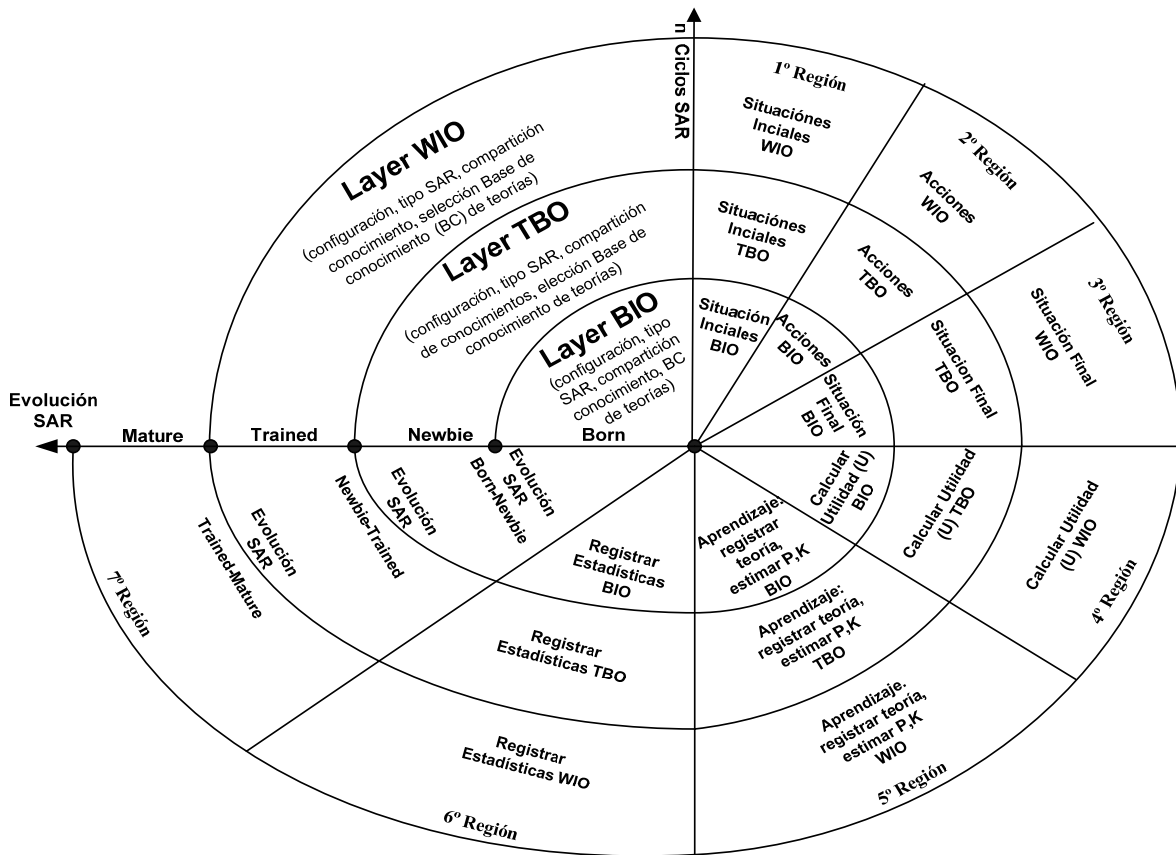 n Ciclos SAR
1º Región
Situaciónes
Inciales
WIO
2º Región
Acciones
WIO
3º Región
Situacion Final
WIO
Layer WIO
(configuración, tipo SAR, compartición
conocimiento, selección Base de
conocimiento (BC) de teorías)
Layer TBO
(configuración, tipo SAR, compartición
de conocimientos, elección Base de
conocimiento de teorías)
Layer BIO
(configuración, tipo
SAR, compartición
conocimiento, BC
de teorías)
Situaciónes
Inciales
TBO
Acciones
TBO
Situacion Final
TBO
Situación
Inciales
BIO
Acciones
BIO
Situación
Final
BIO
Evolución
SAR
Mature
Trained
Newbie
Born
Calcular
Utilidad (U)
BIO
Calcular Utilidad
(U) TBO
Calcular Utilidad
(U) WIO
4º Región
Aprendizaje:
registrar
teoría,
estimar P,K
BIO
Aprendizaje:
registrar teoría,
estimar P,K
TBO
Aprendizaje:
registrar teoría,
estimar P,K
WIO
5º Región
Registrar
Estadísticas
BIO
Registrar
Estadísticas TBO
Registrar
Estadísticas WIO
6º Región
Evolución
SAR
Born-Newbie
Evolución
SAR
Newbie-Trained
Evolución
SAR
Trained-Mature
7º Región